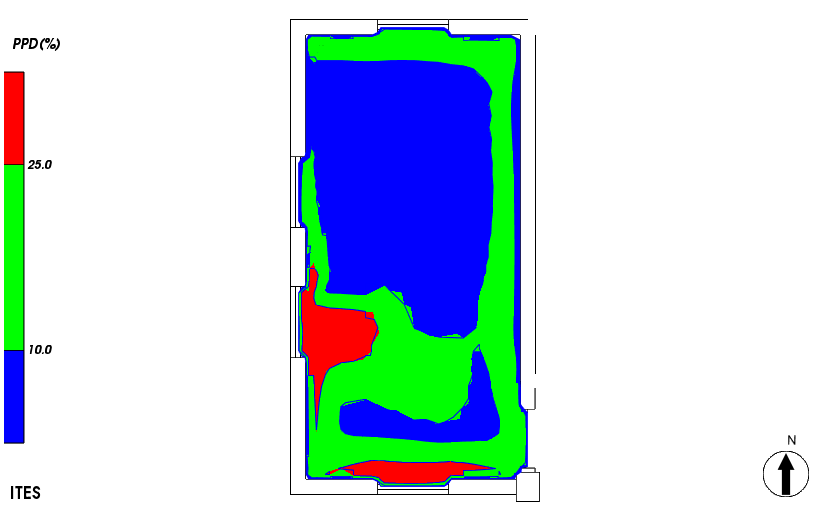 PPD(%)
25.0
10.0
N
ITES